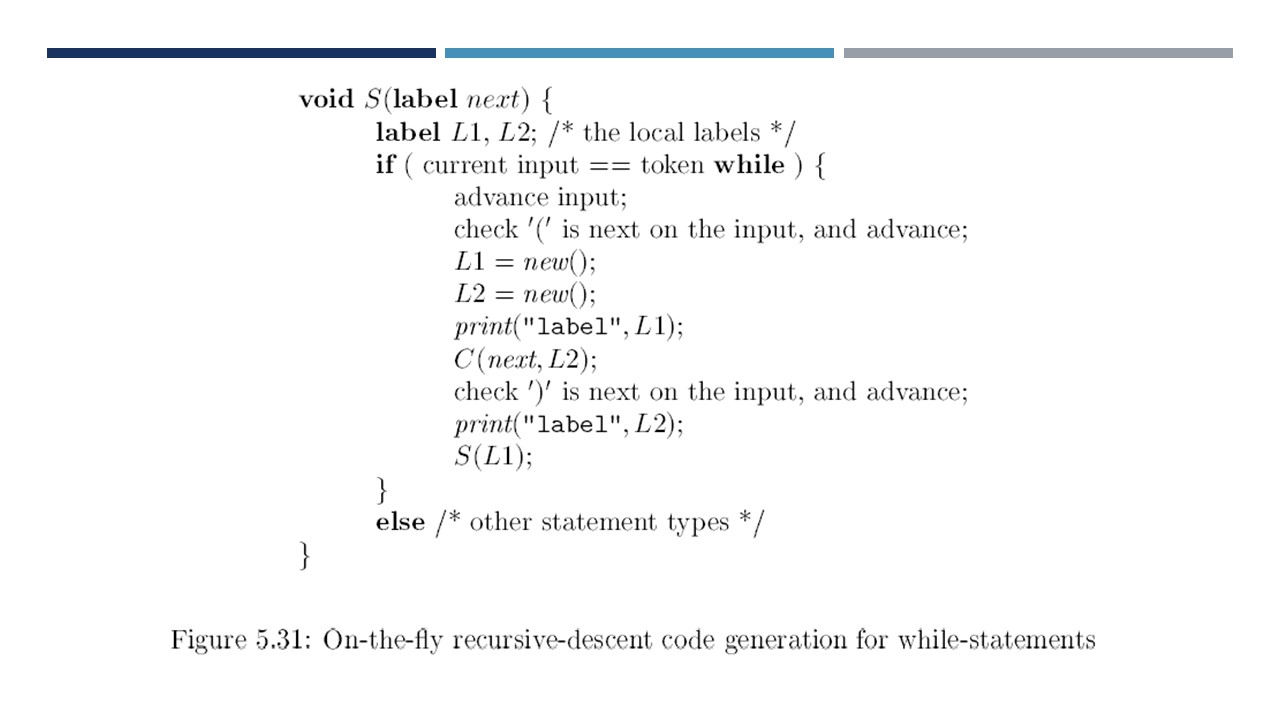 void S(label next) {
label L1, L2; /* the local labels */
if ( current input == token while ) {
advance input;
check '(' is next on the input, and advance;
L1 = new();
L2 = new();
print("label", L1);
C(next, L2);
check ')' is next on the input, and advance;
print("label", L2);
S(L1);
}
else /* other statement types */
}
Figure 5.31: On-the-fly recursive-descent code generation for while-statements